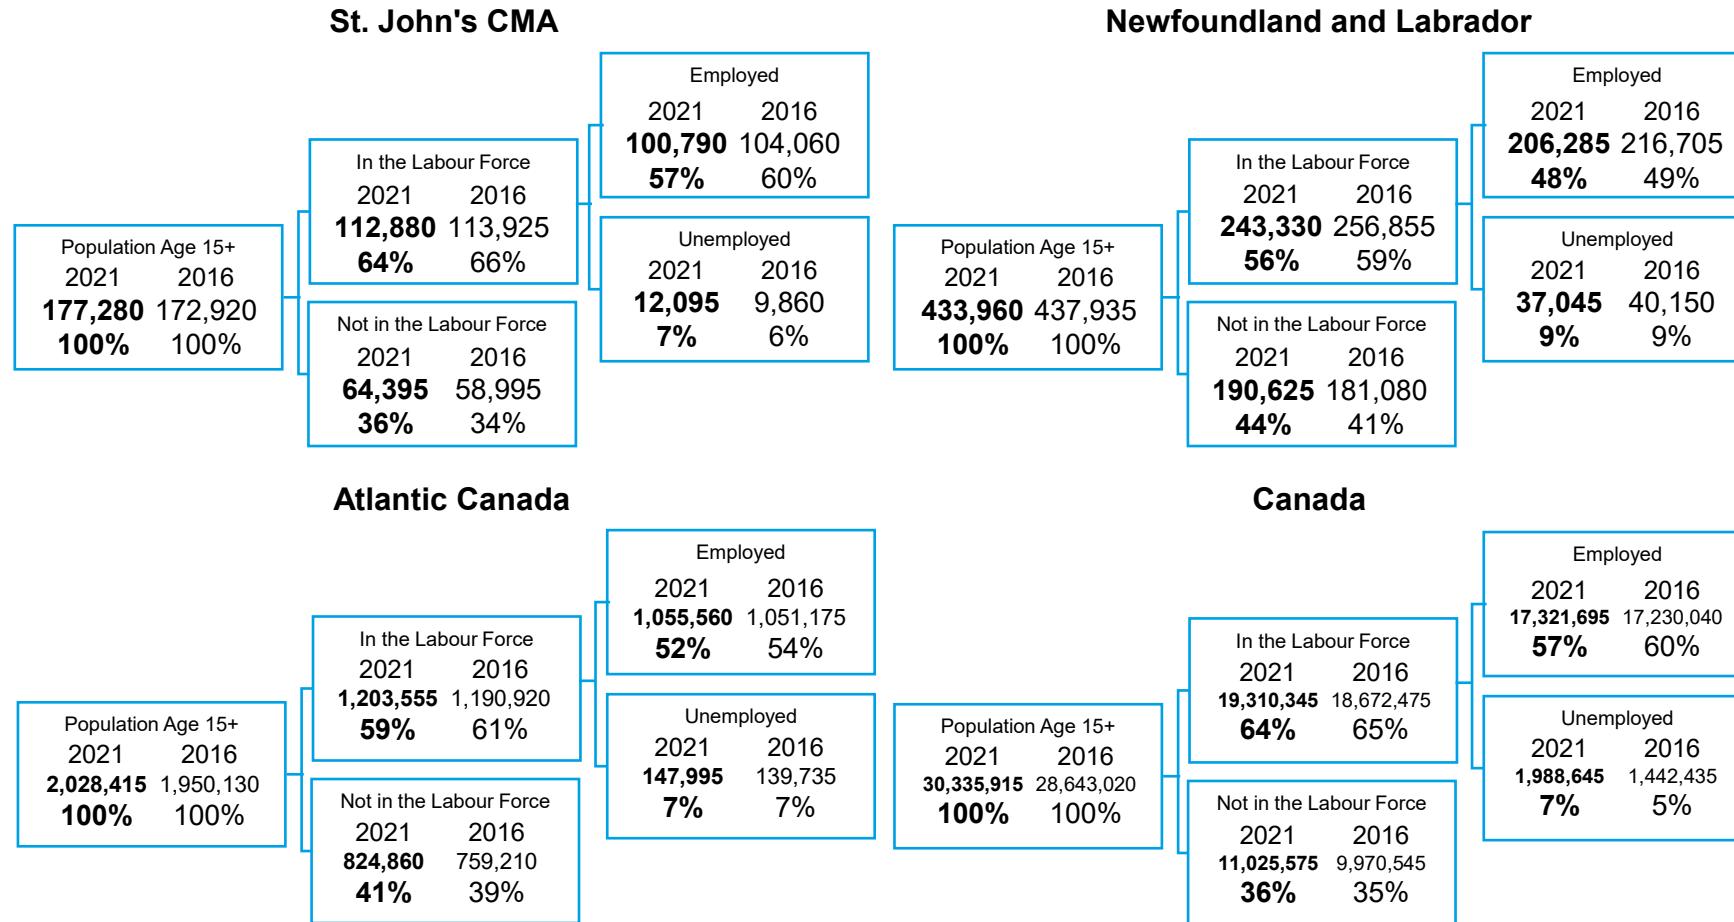 St. John's CMA
Employed
2021 2016
100,790 104,060
57% 60%
In the Labour Force
2021 2016
112,880 113,925
64% 66%
Unemployed
2021 2016
12,095 9,860
7% 6%
Population Age 15+
2021 2016
177,280 172,920
100% 100%
Not in the Labour Force
2021 2016
64,395 58,995
36% 34%
Newfoundland and Labrador
Employed
2021 2016
206,285 216,705
48% 49%
In the Labour Force
2021 2016
243,330 256,855
56% 59%
Unemployed
2021 2016
37,045 40,150
9% 9%
Population Age 15+
2021 2016
433,960 437,935
100% 100%
Not in the Labour Force
2021 2016
190,625 181,080
44% 41%
Atlantic Canada
Employed
2021 2016
1,055,560 1,051,175
52% 54%
In the Labour Force
2021 2016
1,203,555 1,190,920
59% 61%
Unemployed
2021 2016
147,995 139,735
7% 7%
Population Age 15+
2021 2016
2,028,415 1,950,130
100% 100%
Not in the Labour Force
2021 2016
824,860 759,210
41% 39%
Canada
Employed
2021 2016
17,321,695 17,230,040
57% 60%
In the Labour Force
2021 2016
19,310,345 18,672,475
64% 65%
Unemployed
2021 2016
1,988,645 1,442,435
7% 5%
Population Age 15+
2021 2016
30,335,915 28,643,020
100% 100%
Not in the Labour Force
2021 2016
11,025,575 9,970,545
36% 35%